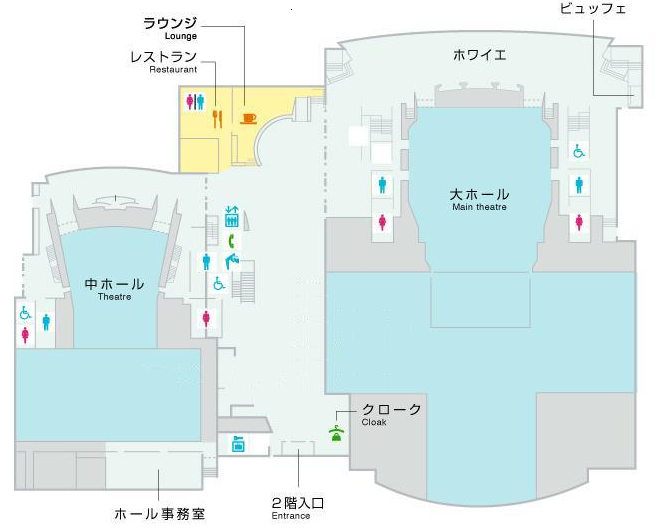 ラウンジ
Lounge
レストラン
Restaurant
ビュッフェ
ホワイエ
大ホール
Main theatre
中ホール
Theatre
クローク
Cloak
2階入口
Entrance
ホール事務室